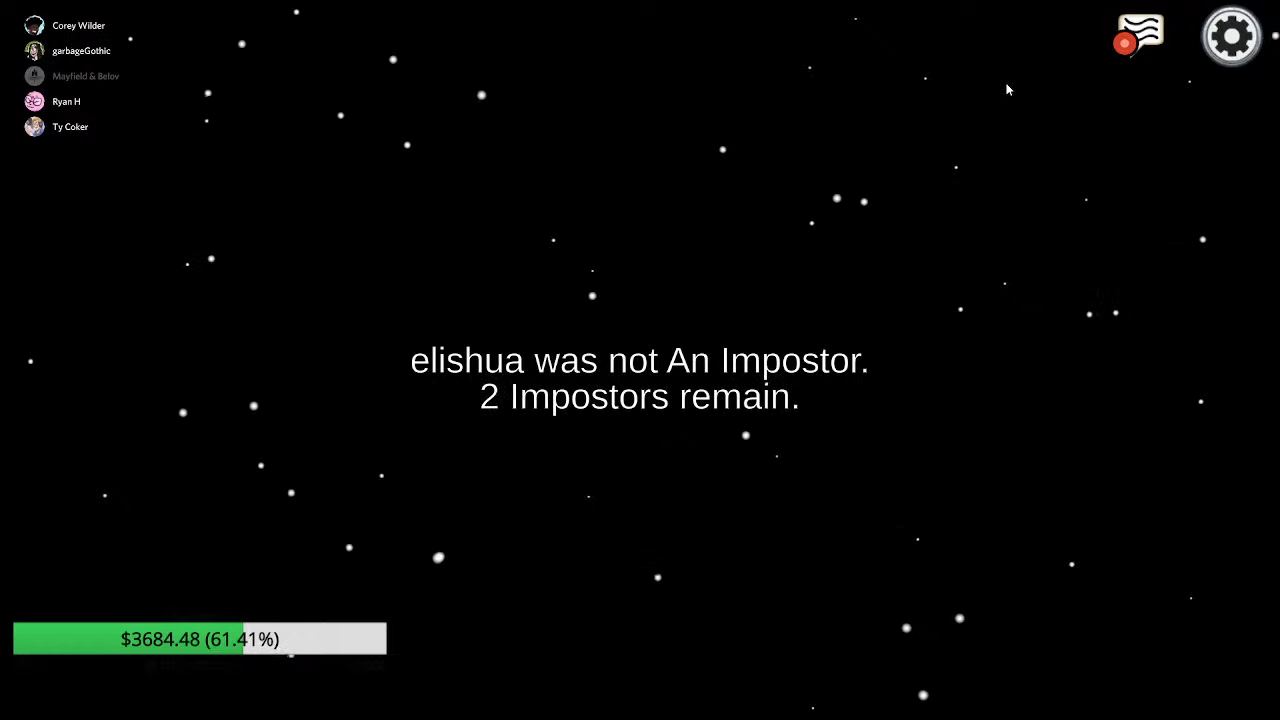 Corey Wilder
garbageGothic
Mayfield & Belov
Ryan H
Ty Coker
elishua was not An Impostor.
2 Impostors remain.
$3684.48 (61.41%)